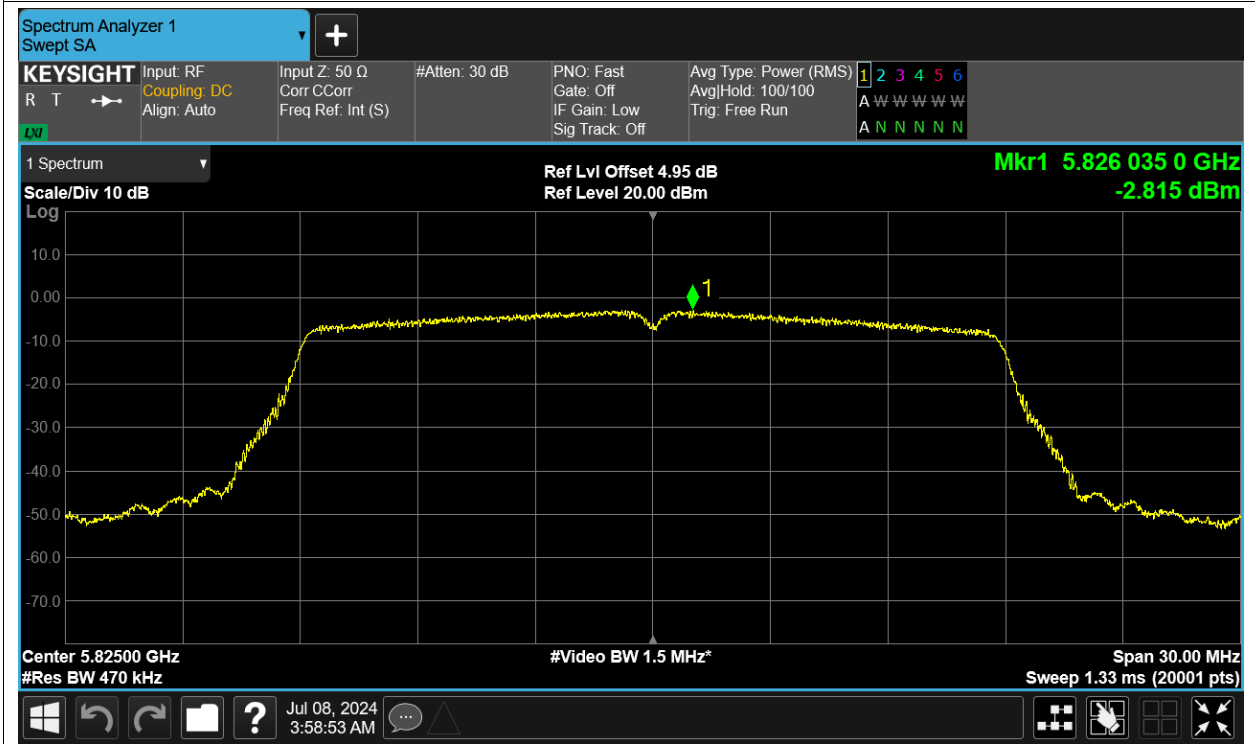 Spectrum Analyzer 1
Swept SA
+
KEYSIGHT
R T
LXI
Input: RF
Coupling: DC
Align: Auto
Input Z: 50 Ω
Corr CCorr
Freq Ref: Int (S)
#Atten: 30 dB
PNO: Fast
Gate: Off
IF Gain: Low
Sig Track: Off
Avg Type: Power (RMS)
Avg|Hold: 100/100
Trig: Free Run
1 2 3 4 5 6
A W W W W W
A N N N N N
1 Spectrum
Scale/Div 10 dB
Log
Ref Lvl Offset 4.95 dB
Ref Level 20.00 dBm
Mkr1 5.826 035 0 GHz
-2.815 dBm
1
10.0
0.00
-10.0
-20.0
-30.0
-40.0
-50.0
-60.0
-70.0
Center 5.82500 GHz
#Res BW 470 kHz
#Video BW 1.5 MHz*
Span 30.00 MHz
Sweep 1.33 ms (20001 pts)
?
Jul 08, 2024
3:58:53 AM